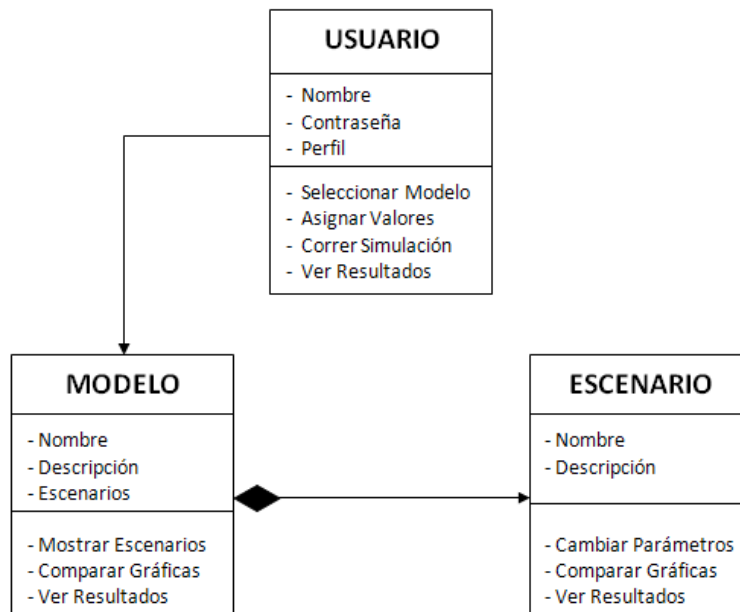 USUARIO
- Nombre
- Contraseña
- Perfil
- Seleccionar Modelo
- Asignar Valores
- Correr Simulación
- Ver Resultados
MODELO
- Nombre
- Descripción
- Escenarios
- Mostrar Escenarios
- Comparar Gráficas
- Ver Resultados
ESCENARIO
- Nombre
- Descripción
- Cambiar Parámetros
- Comparar Gráficas
- Ver Resultados